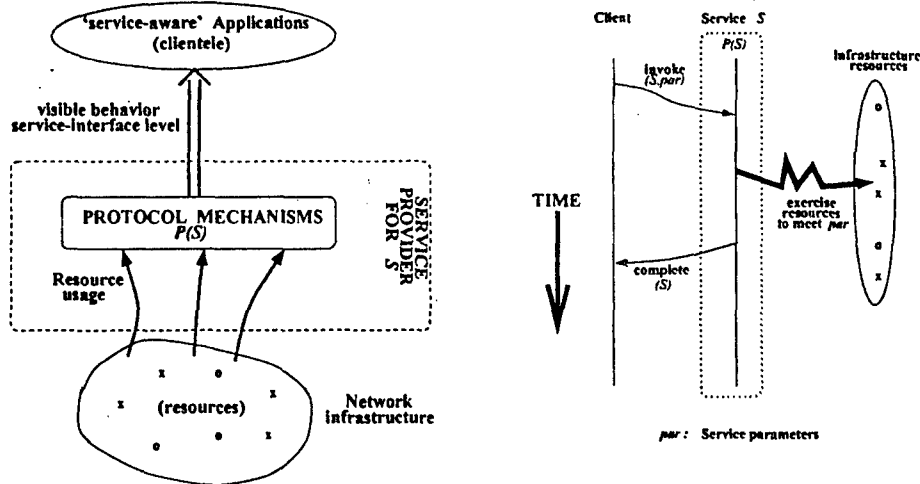 'service-aware' Applications
(clientele)
visible behavior
service-interface level
PROTOCOL MECHANISMS
P(S)
SERVICE
PROVIDER
FOR S
Resource
usage
x
o
x
(resources)
x
o
o
x
Network
infrastructure
Client
Service S
P(S)
infrastructure
resources
invoke
(S,par)
o
x
x
TIME
exercise
resources
to meet par
o
x
complete
(S)
par : Service parameters